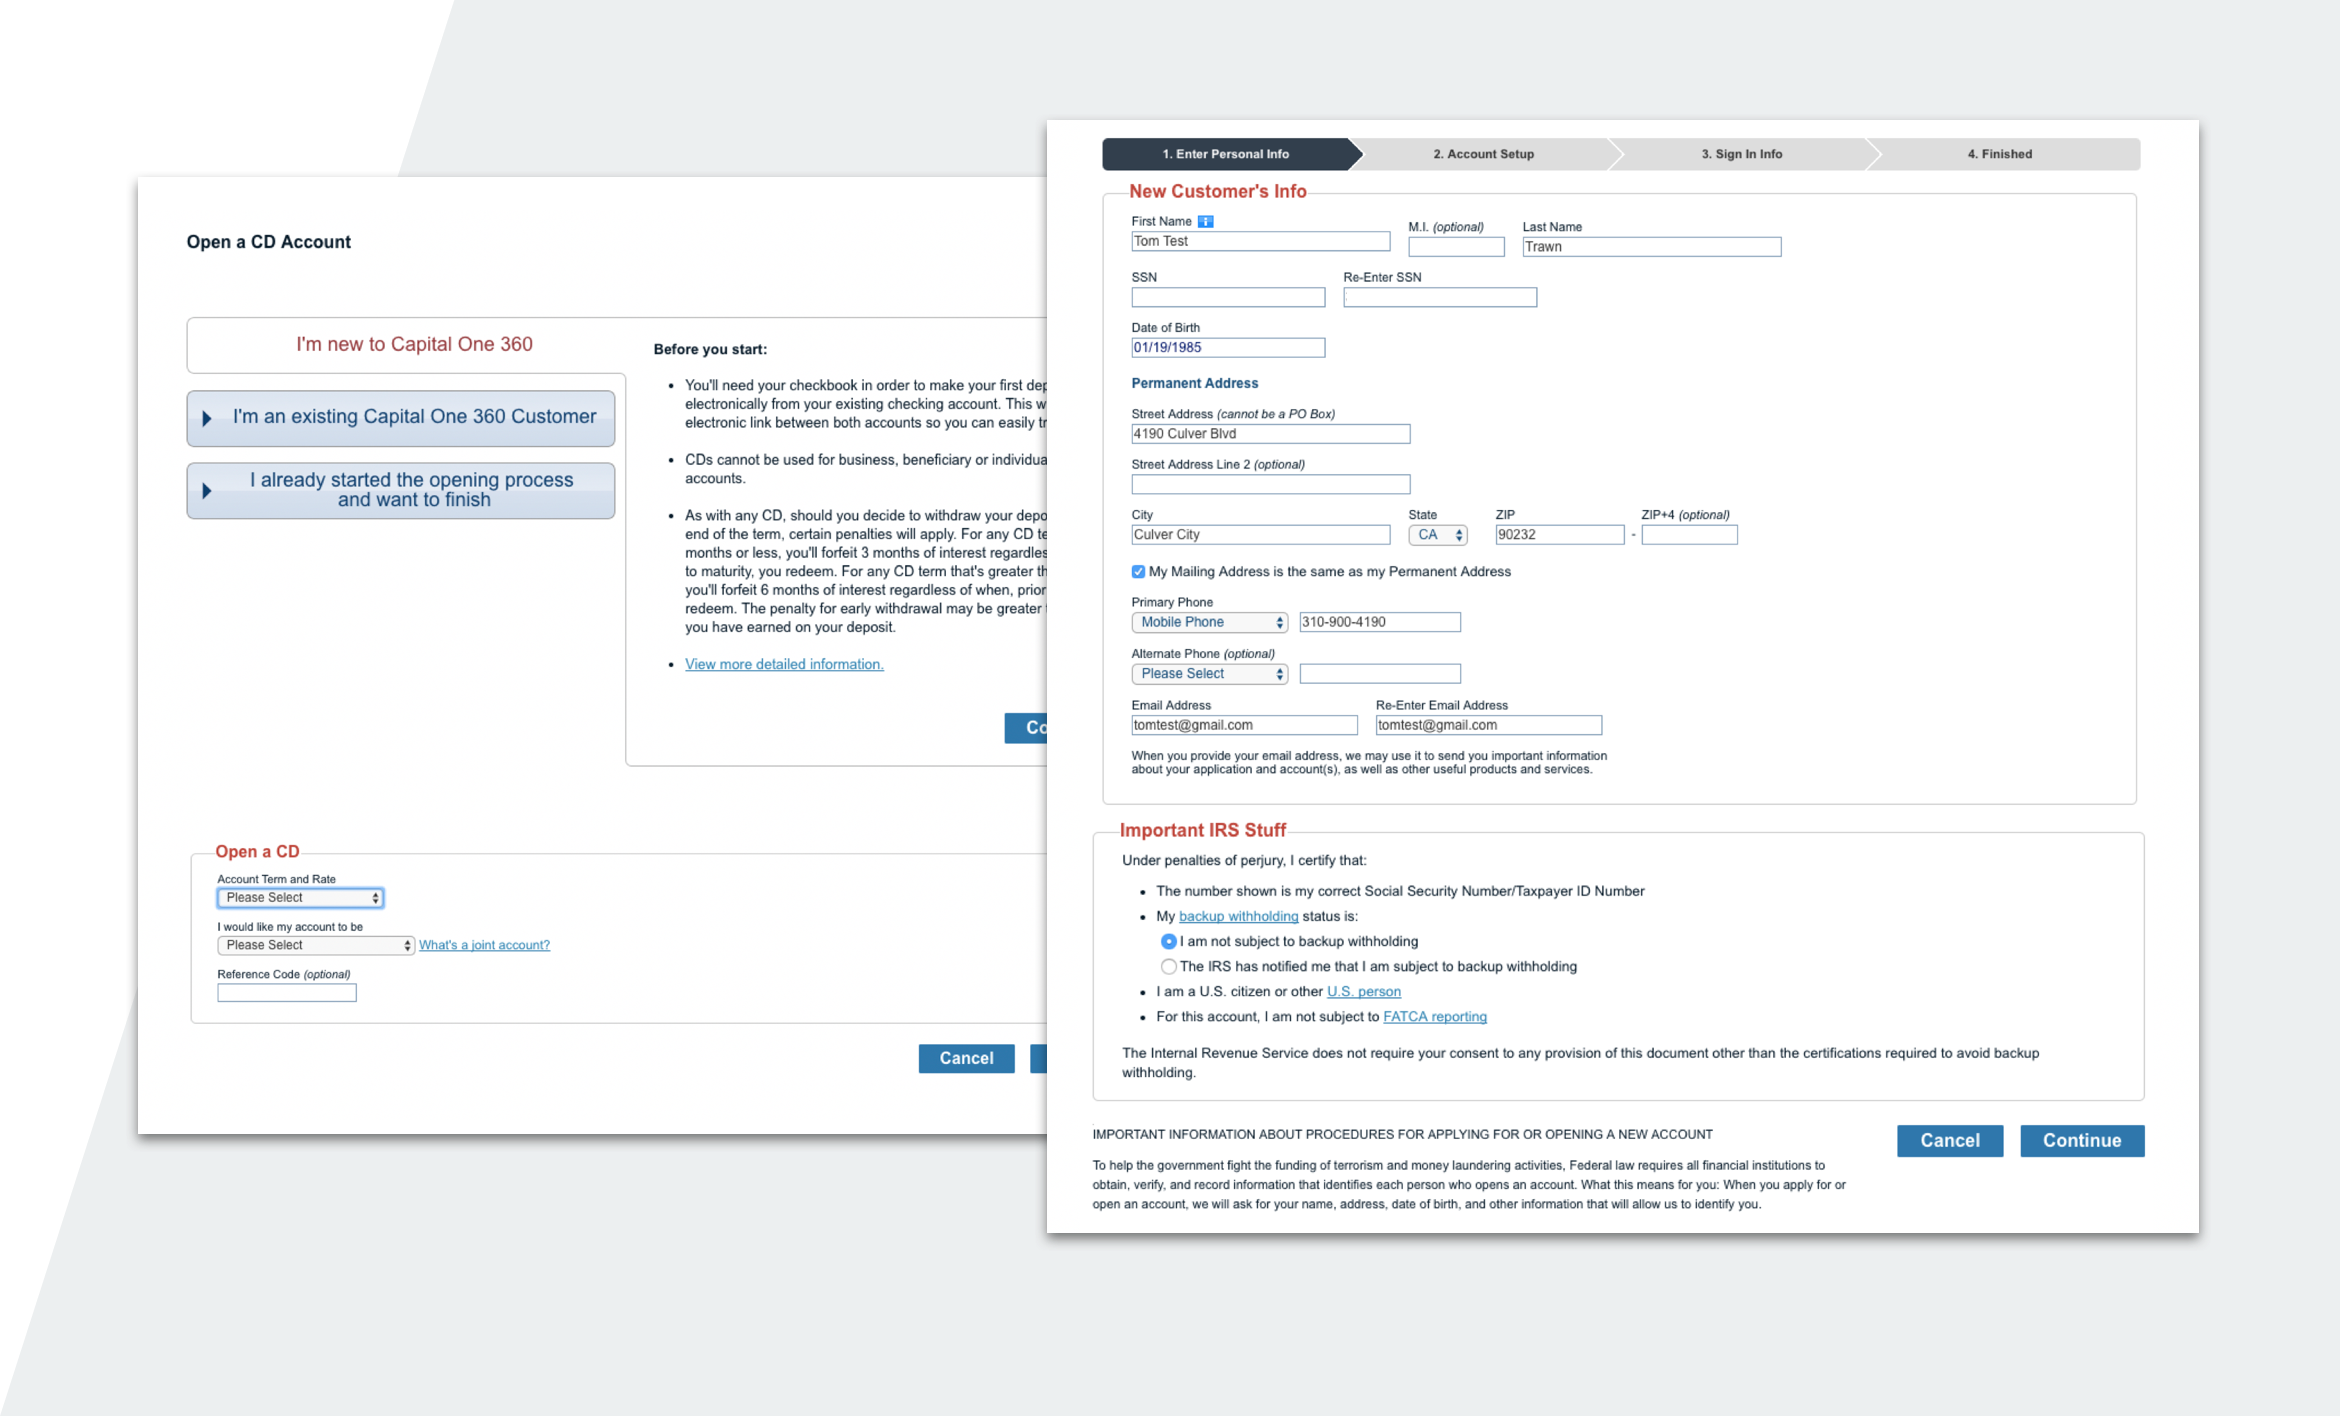 Open a CD Account
I'm new to Capital One 360
I'm an existing Capital One 360 Customer
I already started the opening process
and want to finish
Before you start:
• You'll need your checkbook in order to make your first
electronically from your existing checking account. This
electronic link between both accounts so you can easily
• CDs cannot be used for business, beneficiary or
accounts.
• As with any CD, should you decide to withdraw your
end of the term, certain penalties will apply. For any CD
months or less, you'll forfeit 3 months of interest
to maturity, you redeem. For any CD term that's greater
you'll forfeit 6 months of interest regardless of when, prior
redeem. The penalty for early withdrawal may be greater
you have earned on your deposit.
• View more detailed information.
Open a CD
Account Term and Rate
Please Select
I would like my account to be
Please Select What's a joint account?
Reference Code (optional)
Cancel
1. Enter Personal Info 2. Account Setup 3. Sign In Info 4. Finished
New Customer's Info
First Name M.I. (optional) Last Name
Tom Test Trawn
SSN Re-Enter SSN
Date of Birth
01/19/1985
Permanent Address
Street Address (cannot be a PO Box)
4190 Culver Blvd
Street Address Line 2 (optional)
City State ZIP ZIP+4 (optional)
Culver City CA 90232 -
My Mailing Address is the same as my Permanent Address
Primary Phone
Mobile Phone 310-900-4190
Alternate Phone (optional)
Please Select
Email Address Re-Enter Email Address
tomtest@gmail.com tomtest@gmail.com
When you provide your email address, we may use it to send you important information
about your application and account(s), as well as other useful products and services.
Important IRS Stuff
Under penalties of perjury, I certify that:
• The number shown is my correct Social Security Number/Taxpayer ID Number
• My backup withholding status is:
I am not subject to backup withholding
The IRS has notified me that I am subject to backup withholding
• I am a U.S. citizen or other U.S. person
• For this account, I am not subject to FATCA reporting
The Internal Revenue Service does not require your consent to any provision of this document other than the certifications required to avoid backup
withholding.
IMPORTANT INFORMATION ABOUT PROCEDURES FOR APPLYING FOR OR OPENING A NEW ACCOUNT
To help the government fight the funding of terrorism and money laundering activities, Federal law requires all financial institutions to
obtain, verify, and record information that identifies each person who opens an account. What this means for you: When you apply for or
open an account, we will ask for your name, address, date of birth, and other information that will allow us to identify you.
Cancel Continue